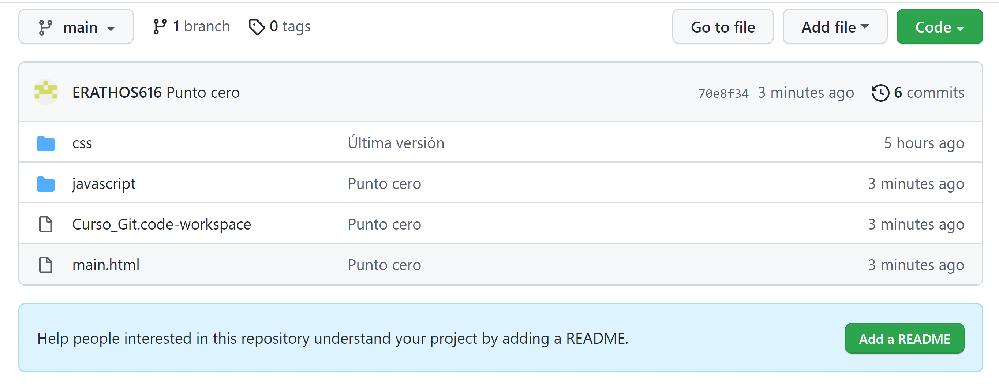 main 1 branch 0 tags Go to file Add file Code
ERATHOS616 Punto cero 70e8f34 3 minutes ago 6 commits
css Última versión 5 hours ago
javascript Punto cero 3 minutes ago
Curso_Git.code-workspace Punto cero 3 minutes ago
main.html Punto cero 3 minutes ago
Help people interested in this repository understand your project by adding a README. Add a README